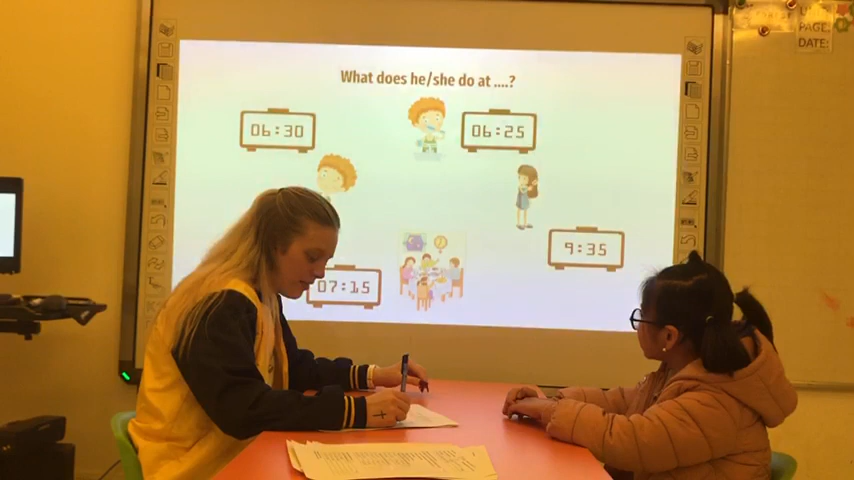 What does he/she do at ....?
06:30
06:25
9:35
07:15
PAGE:
DATE: